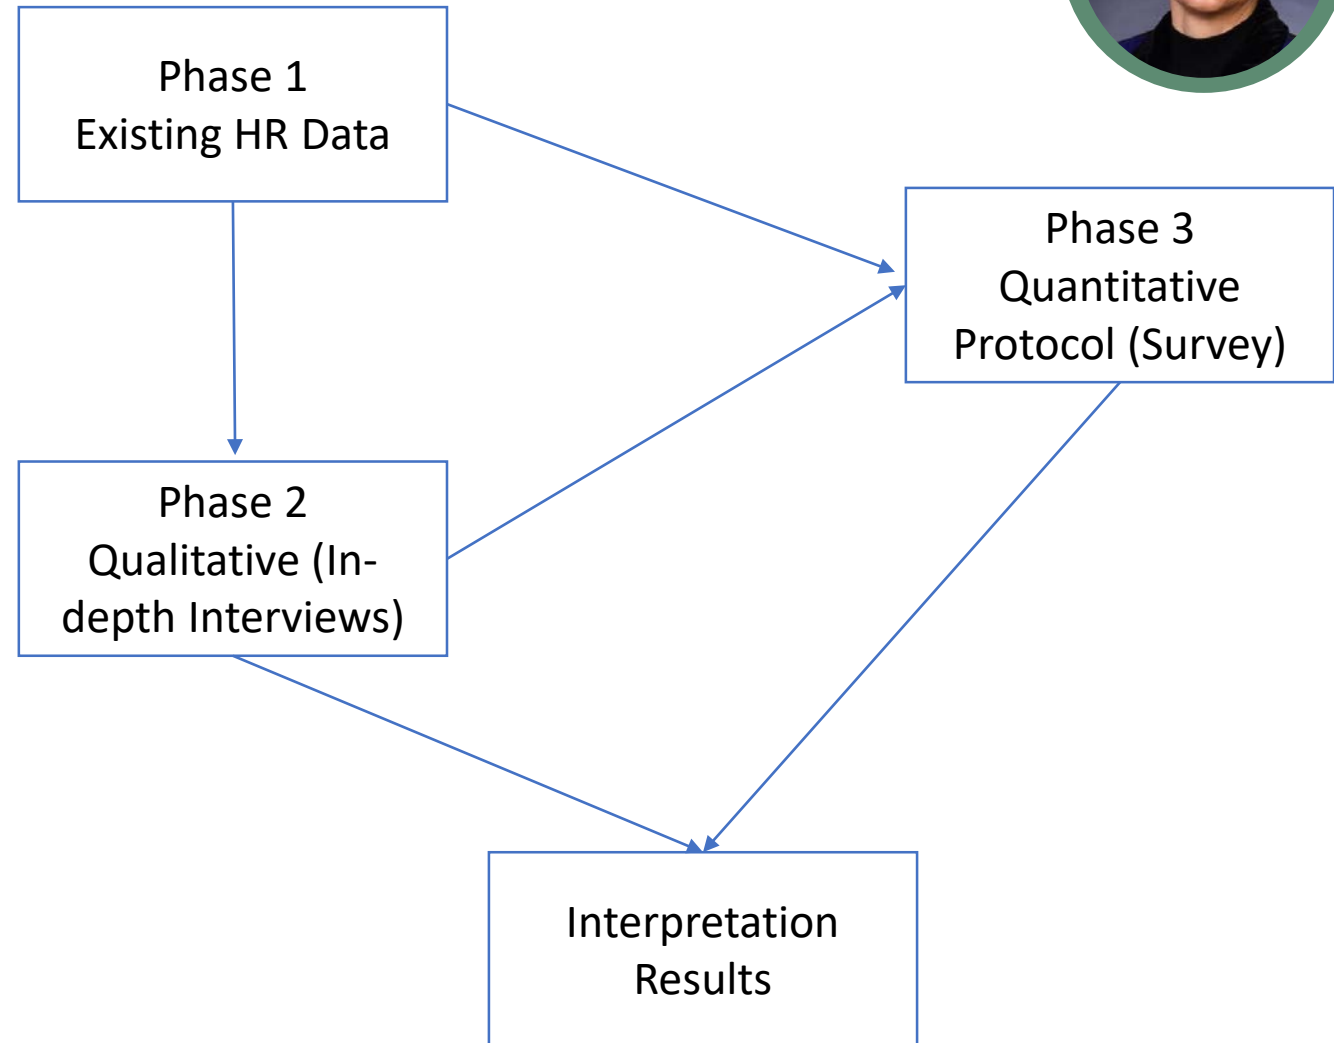 Phase 1
Existing HR Data
Phase 3
Quantitative
Protocol (Survey)
Phase 2
Qualitative (In-
depth Interviews)
Interpretation
Results